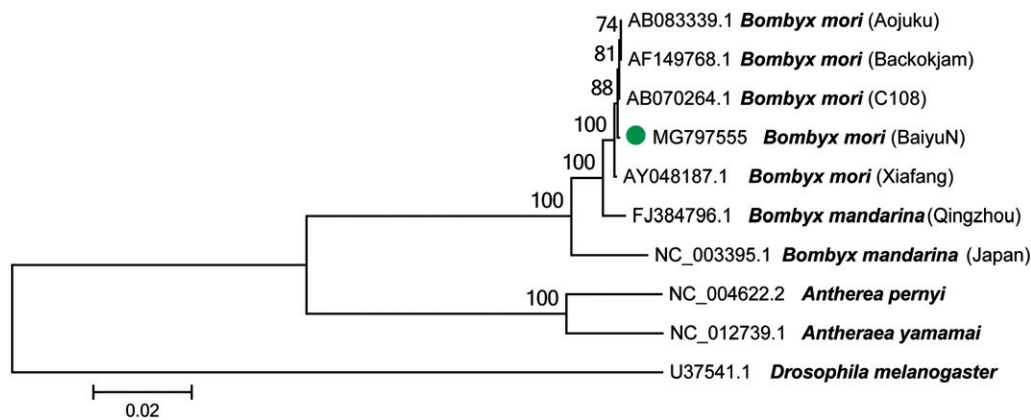 74 AB083339.1 Bombyx mori (Aojuku)
81 AF149768.1 Bombyx mori (Backokjam)
88 AB070264.1 Bombyx mori (C108)
100 MG797555 Bombyx mori (BaiyuN)
100 AY048187.1 Bombyx mori (Xiafang)
100 FJ384796.1 Bombyx mandarina (Qingzhou)
NC_003395.1 Bombyx mandarina (Japan)
100 NC_004622.2 Antherea pernyi
NC_012739.1 Antheraea yamamai
U37541.1 Drosophila melanogaster
0.02